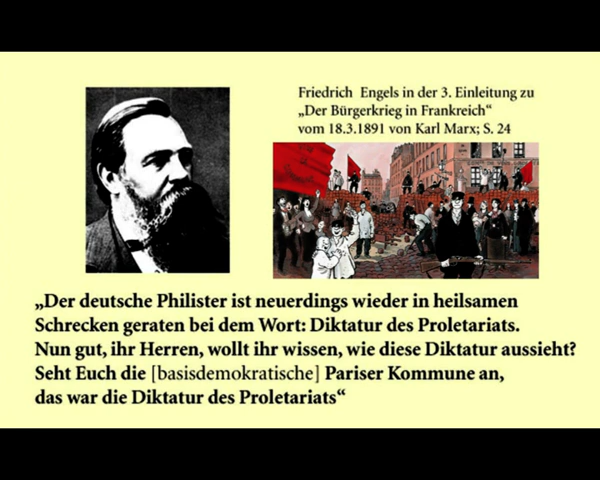 Friedrich Engels in der 3. Einleitung zu
„Der Bürgerkrieg in Frankreich“
vom 18.3.1891 von Karl Marx; S. 24
„Der deutsche Philister ist neuerdings wieder in heilsamen
Schrecken geraten bei dem Wort: Diktatur des Proletariats.
Nun gut, ihr Herren, wollt ihr wissen, wie diese Diktatur aussieht?
Seht Euch die [basisdemokratische] Pariser Kommune an,
das war die Diktatur des Proletariats“